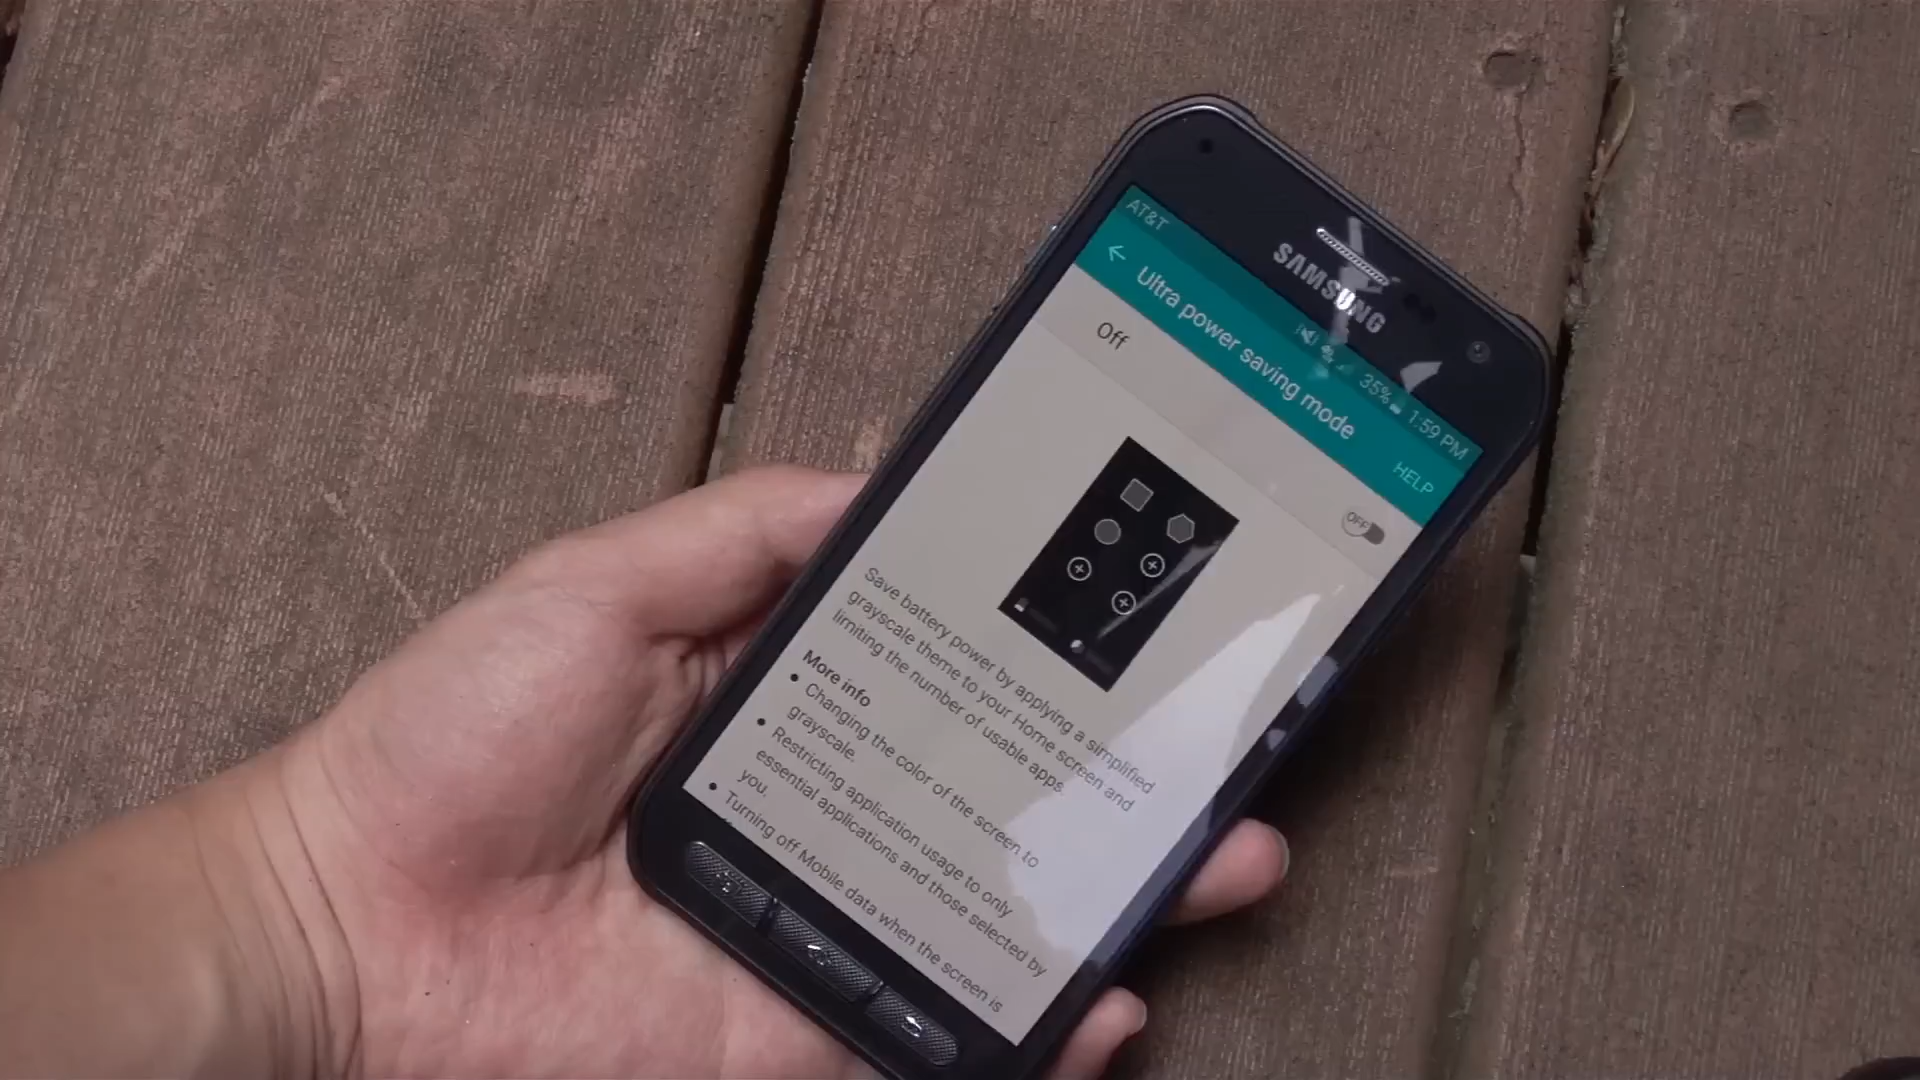 SAMSUNG
AT&T 35% 1:59 PM
Ultra power saving mode HELP
Off OFF
Save battery power by applying a simplified
grayscale theme to your Home screen and
limiting the number of usable apps.
More info
• Changing the color of the screen to
grayscale.
• Restricting application usage to only
essential applications and those selected by
you.
• Turning off Mobile data when the screen is